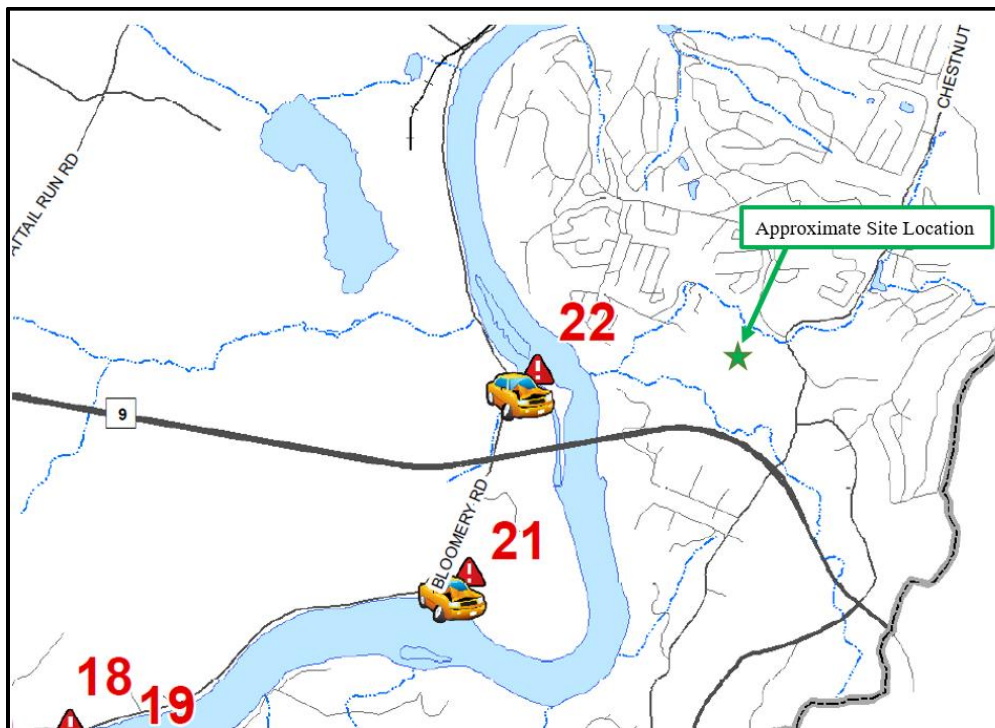 CHESTNUT
ATTAIL RUN RD
Approximate Site Location
22
9
BLOOMERY RD
21
18
19